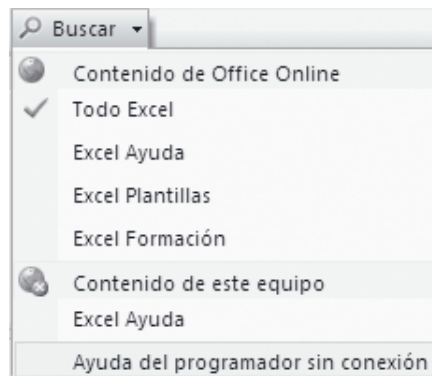 Buscar
Contenido de Office Online
Todo Excel
Excel Ayuda
Excel Plantillas
Excel Formación
Contenido de este equipo
Excel Ayuda
Ayuda del programador sin conexión